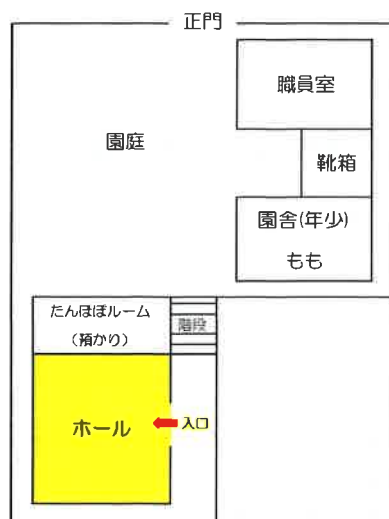 正門
職員室
園庭
靴箱
園舎(年少)
もも
たんぽぽルーム
(預かり)
階段
ホール
入口